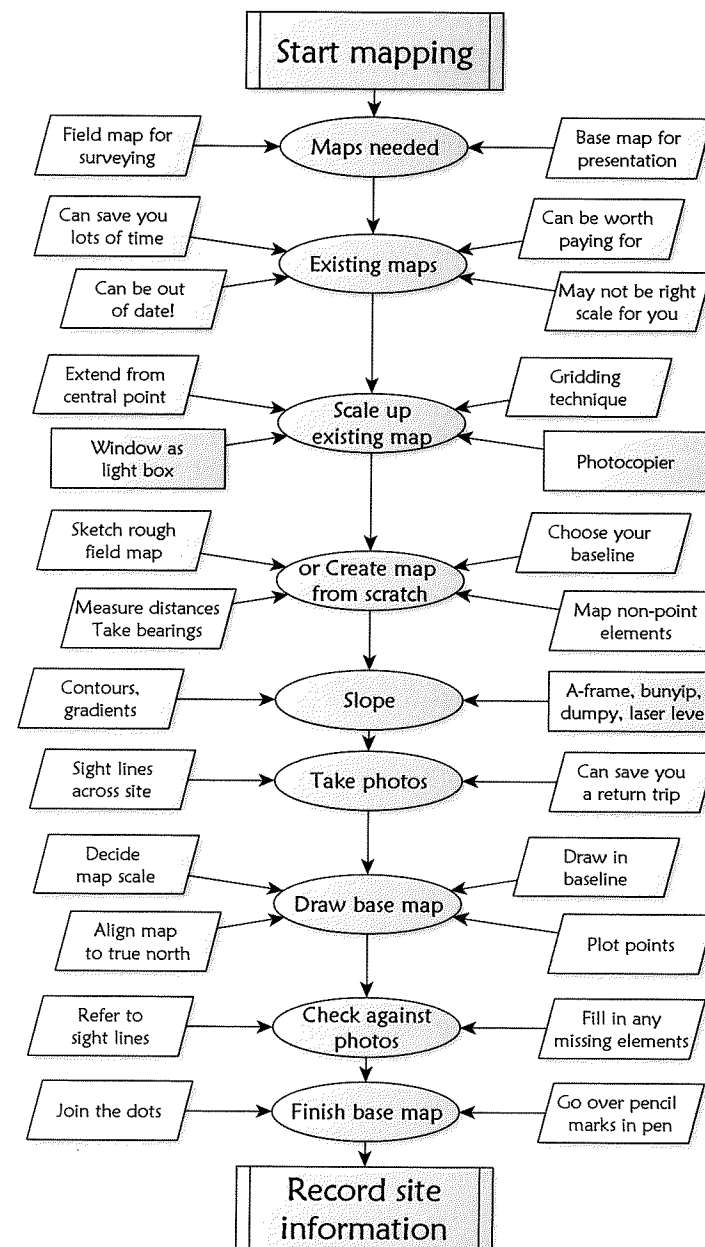 Start mapping
Field map for
surveying
Maps needed
Base map for
presentation
Can save you
lots of time
Existing maps
Can be worth
paying for
Can be out
of date!
May not be right
scale for you
Extend from
central point
Scale up
existing map
Gridding
technique
Window as
light box
Photocopier
Sketch rough
field map
or Create map
from scratch
Choose your
baseline
Measure distances
Take bearings
Map non-point
elements
Contours,
gradients
Slope
A-frame, bunyip,
dumpy, laser level
Sight lines
across site
Take photos
Can save you
a return trip
Decide
map scale
Draw base map
Draw in
baseline
Align map
to true north
Plot points
Refer to
sight lines
Check against
photos
Fill in any
missing elements
Join the dots
Finish base map
Go over pencil
marks in pen
Record site
information